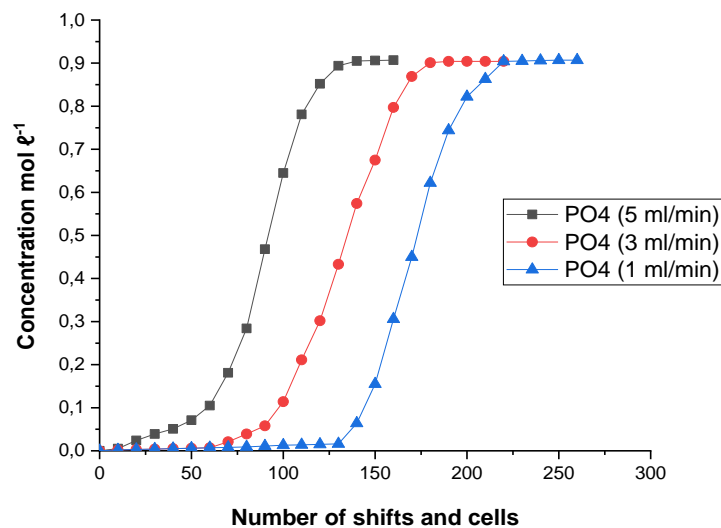 1,0
0,9
0,8
0,7
0,6
0,5
0,4
0,3
0,2
0,1
0,0
Concentration mol ℓ⁻¹
PO4 (5 ml/min)
PO4 (3 ml/min)
PO4 (1 ml/min)
0 50 100 150 200 250 300
Number of shifts and cells